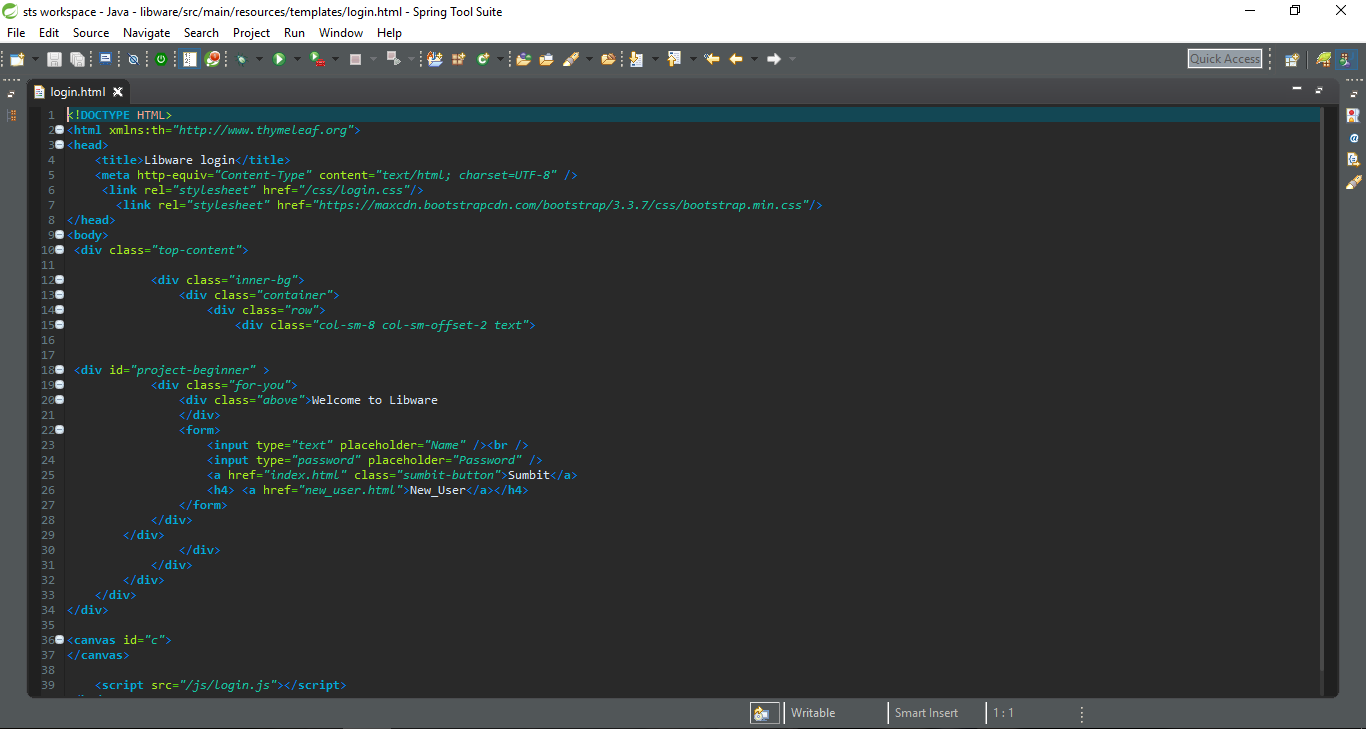 sts workspace - Java - libware/src/main/resources/templates/login.html - Spring Tool Suite
File Edit Source Navigate Search Project Run Window Help
Quick Access
login.html
1 <!DOCTYPE HTML>
2 <html xmlns:th="http://www.thymeleaf.org">
3 <head>
4 <title>Libware login</title>
5 <meta http-equiv="Content-Type" content="text/html; charset=UTF-8" />
6 <link rel="stylesheet" href="/css/login.css"/>
7 <link rel="stylesheet" href="https://maxcdn.bootstrapcdn.com/bootstrap/3.3.7/css/bootstrap.min.css"/>
8 </head>
9 <body>
10 <div class="top-content">
11
12 <div class="inner-bg">
13 <div class="container">
14 <div class="row">
15 <div class="col-sm-8 col-sm-offset-2 text">
16
17
18 <div id="project-beginner" >
19 <div class="for-you">
20 <div class="above">Welcome to Libware
21 </div>
22 <form>
23 <input type="text" placeholder="Name" /><br />
24 <input type="password" placeholder="Password" />
25 <a href="index.html" class="sumbit-button">Sumbit</a>
26 <h4> <a href="new_user.html">New_User</a></h4>
27 </form>
28 </div>
29 </div>
30 </div>
31 </div>
32 </div>
33 </div>
34 </div>
35
36 <canvas id="c">
37 </canvas>
38
39 <script src="/js/login.js"></script>
Writable Smart Insert 1 : 1